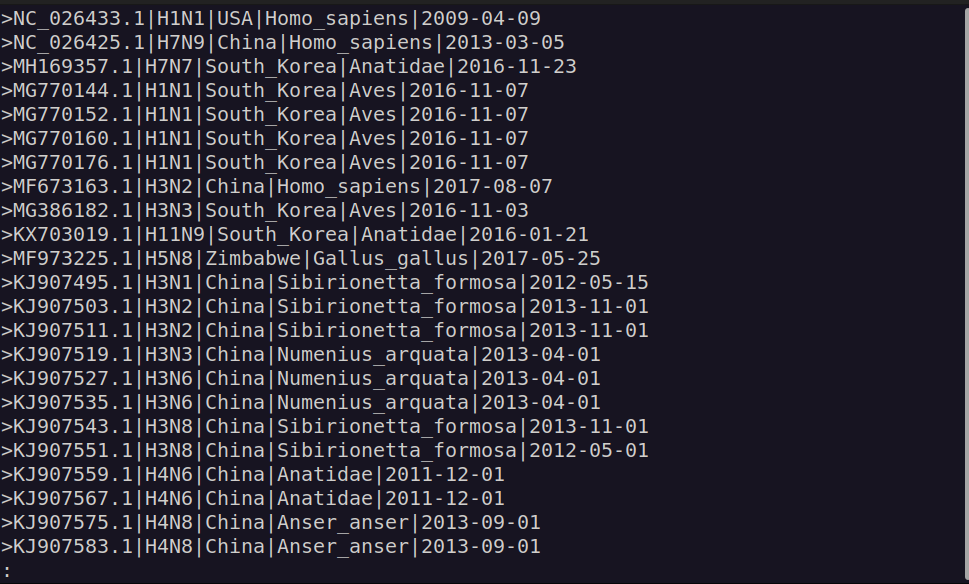 >NC_026433.1|H1N1|USA|Homo_sapiens|2009-04-09
>NC_026425.1|H7N9|China|Homo_sapiens|2013-03-05
>MH169357.1|H7N7|South_Korea|Anatidae|2016-11-23
>MG770144.1|H1N1|South_Korea|Aves|2016-11-07
>MG770152.1|H1N1|South_Korea|Aves|2016-11-07
>MG770160.1|H1N1|South_Korea|Aves|2016-11-07
>MG770176.1|H1N1|South_Korea|Aves|2016-11-07
>MF673163.1|H3N2|China|Homo_sapiens|2017-08-07
>MG386182.1|H3N3|South_Korea|Aves|2016-11-03
>KX703019.1|H11N9|South_Korea|Anatidae|2016-01-21
>MF973225.1|H5N8|Zimbabwe|Gallus_gallus|2017-05-25
>KJ907495.1|H3N1|China|Sibirionetta_formosa|2012-05-15
>KJ907503.1|H3N2|China|Sibirionetta_formosa|2013-11-01
>KJ907511.1|H3N2|China|Sibirionetta_formosa|2013-11-01
>KJ907519.1|H3N3|China|Numenius_arquata|2013-04-01
>KJ907527.1|H3N6|China|Numenius_arquata|2013-04-01
>KJ907535.1|H3N6|China|Numenius_arquata|2013-04-01
>KJ907543.1|H3N8|China|Sibirionetta_formosa|2013-11-01
>KJ907551.1|H3N8|China|Sibirionetta_formosa|2012-05-01
>KJ907559.1|H4N6|China|Anatidae|2011-12-01
>KJ907567.1|H4N6|China|Anatidae|2011-12-01
>KJ907575.1|H4N8|China|Anser_anser|2013-09-01
>KJ907583.1|H4N8|China|Anser_anser|2013-09-01
: